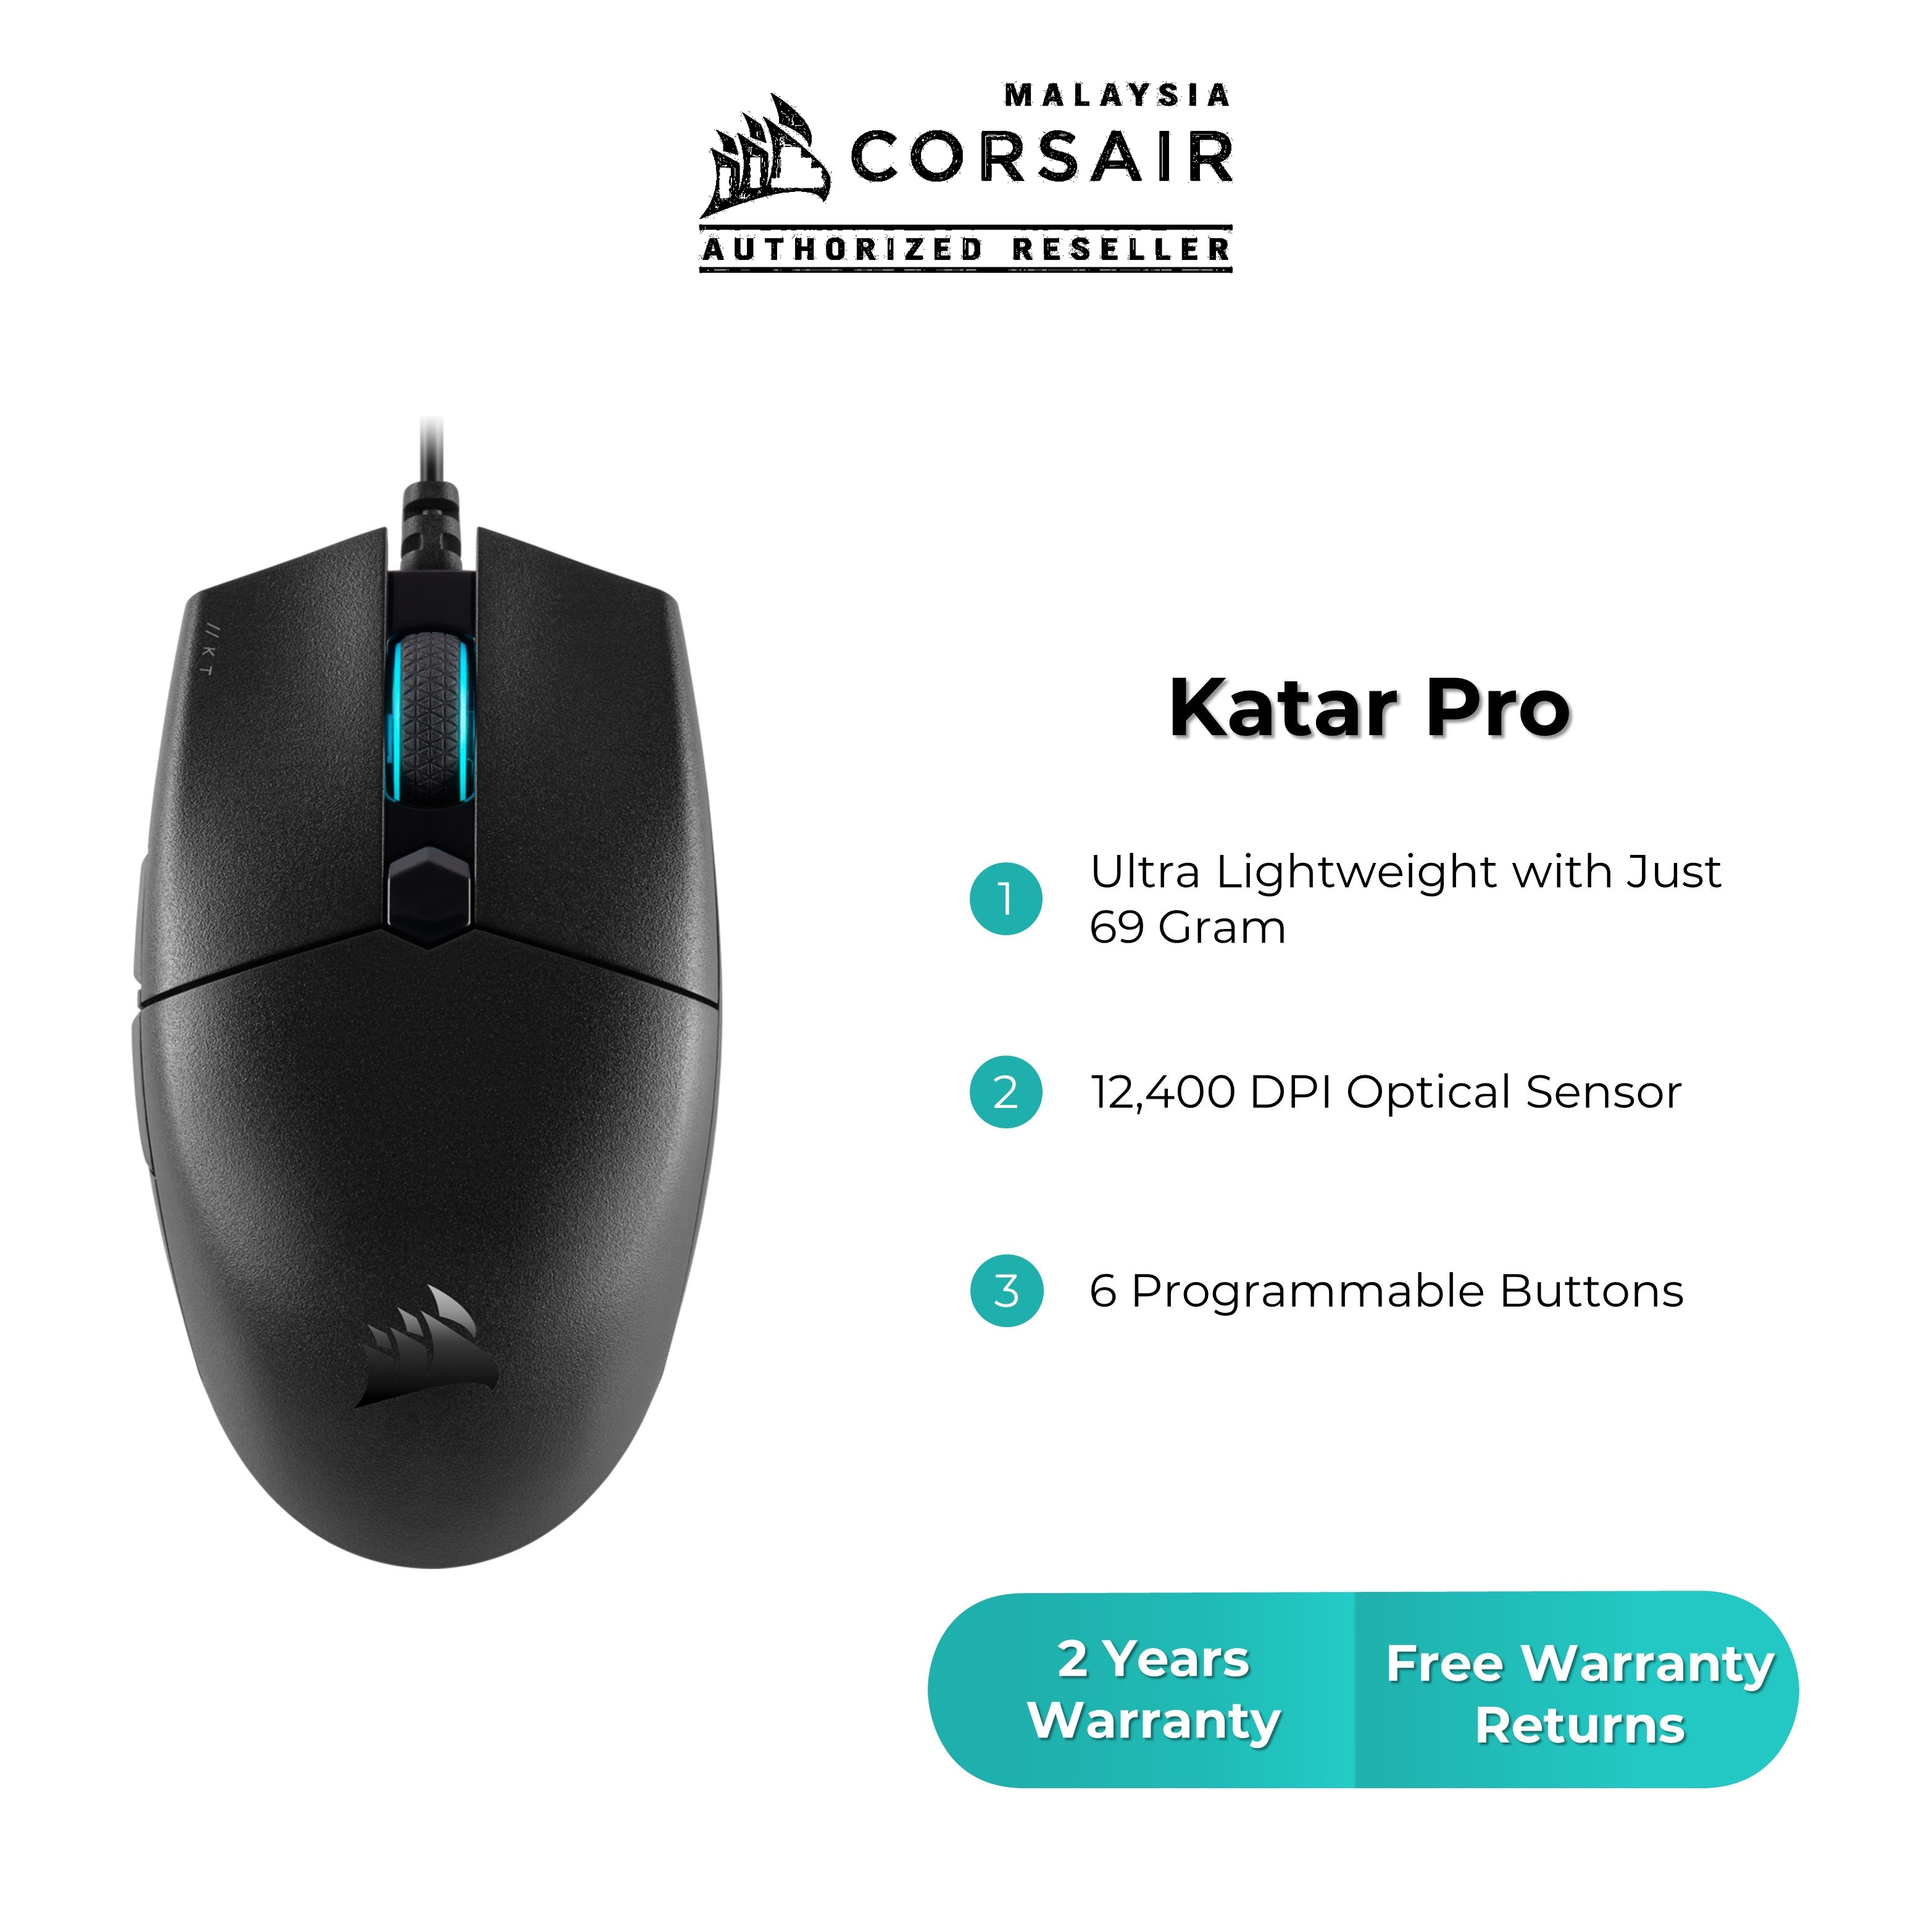 MALAYSIA
CORSAIR
AUTHORIZED RESELLER
// K T
Katar Pro
1 Ultra Lightweight with Just
69 Gram
2 12,400 DPI Optical Sensor
3 6 Programmable Buttons
2 Years
Warranty
Free Warranty
Returns